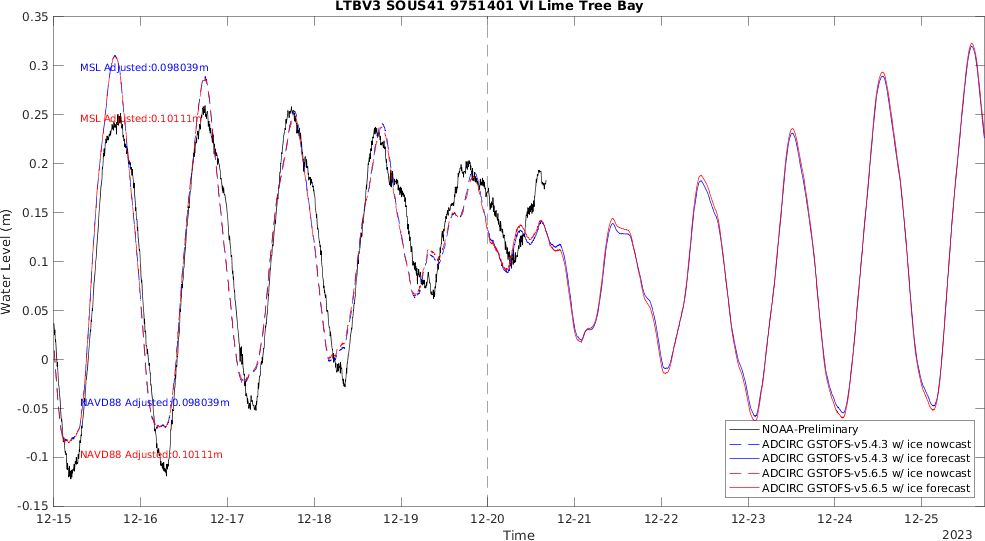 LTBV3 SOUS41 9751401 VI Lime Tree Bay
0.35
0.3
0.25
0.2
0.15
0.1
0.05
0
-0.05
-0.1
-0.15
Water Level (m)
MSL Adjusted:0.098039m
MSL Adjusted:0.10111m
NAVD88 Adjusted:0.098039m
NAVD88 Adjusted:0.10111m
NOAA-Preliminary
ADCIRC GSTOFS-v5.4.3 w/ ice nowcast
ADCIRC GSTOFS-v5.4.3 w/ ice forecast
ADCIRC GSTOFS-v5.6.5 w/ ice nowcast
ADCIRC GSTOFS-v5.6.5 w/ ice forecast
12-15 12-16 12-17 12-18 12-19 12-20 12-21 12-22 12-23 12-24 12-25
Time
2023